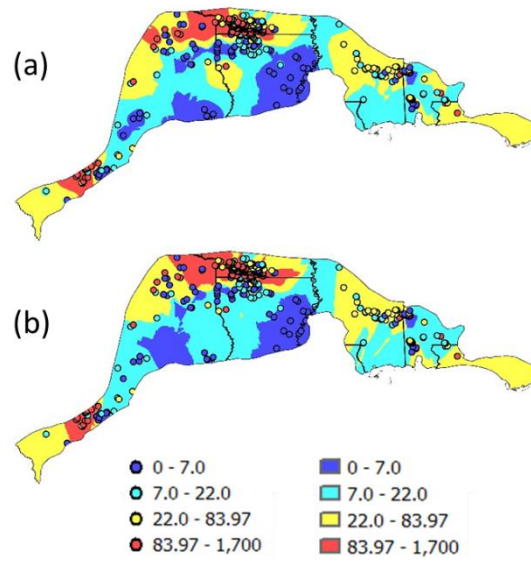 (a)
(b)
0 - 7.0 0 - 7.0
7.0 - 22.0 7.0 - 22.0
22.0 - 83.97 22.0 - 83.97
83.97 - 1,700 83.97 - 1,700